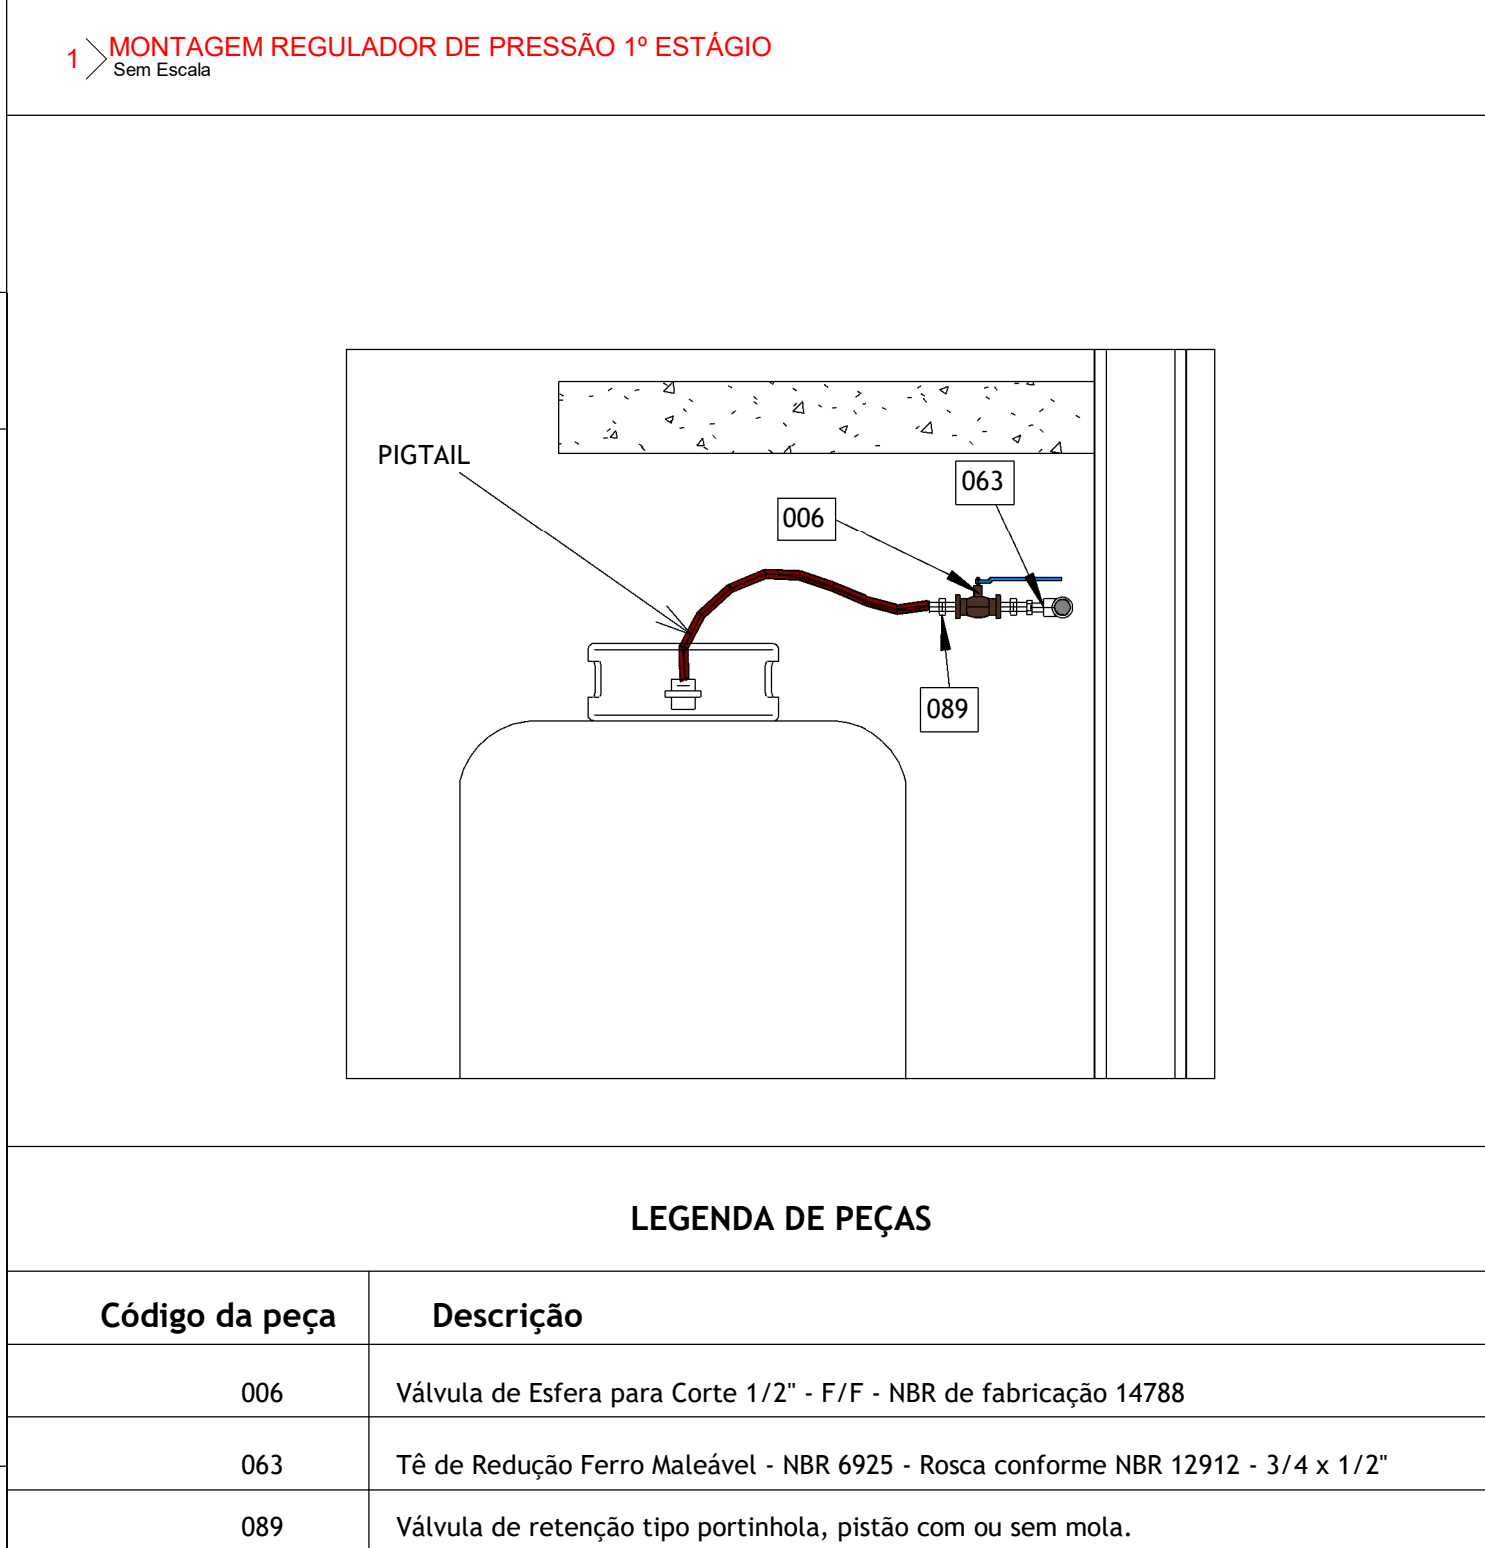 1 MONTAGEM REGULADOR DE PRESSÃO 1º ESTÁGIO
Sem Escala
PIGTAIL
063
006
089
LEGENDA DE PEÇAS
Código da peça Descrição
006 Válvula de Esfera para Corte 1/2" - F/F - NBR de fabricação 14788
063 Tê de Redução Ferro Maleável - NBR 6925 - Rosca conforme NBR 12912 - 3/4 x 1/2"
089 Válvula de retenção tipo portinhola, pistão com ou sem mola.